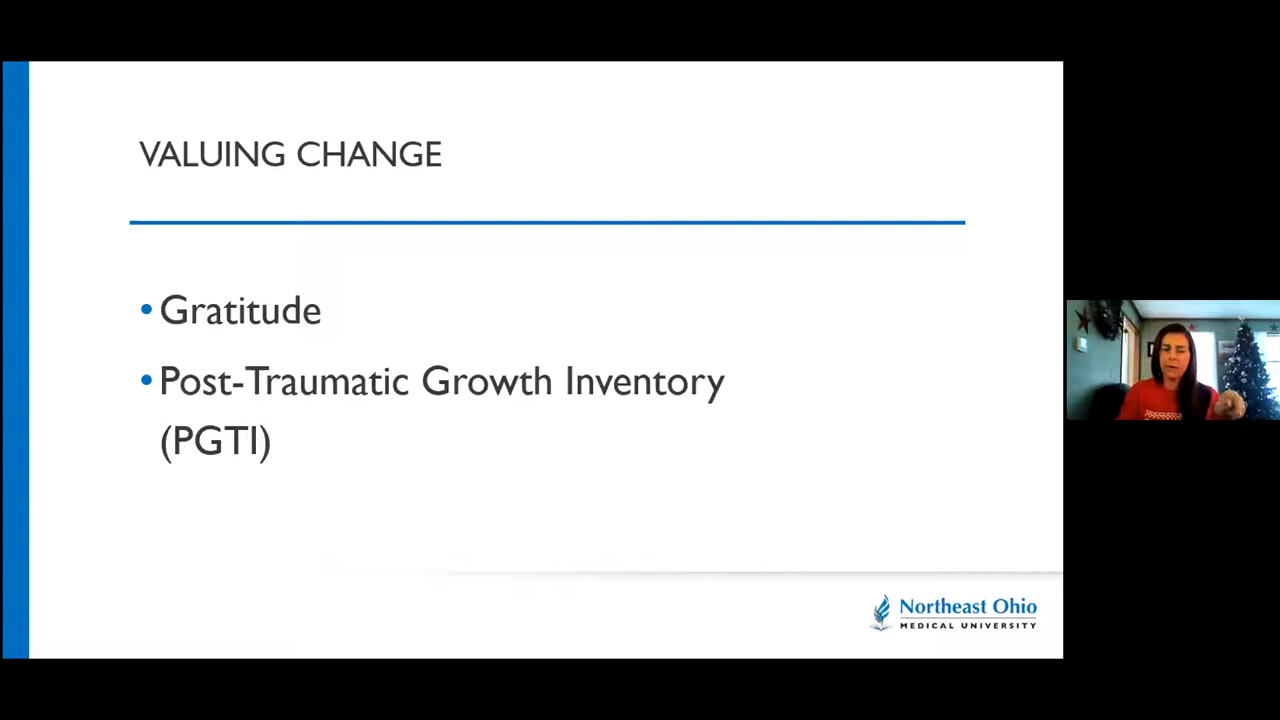 VALUING CHANGE
•Gratitude
•Post-Traumatic Growth Inventory
(PGTI)
Northeast Ohio
MEDICAL UNIVERSITY